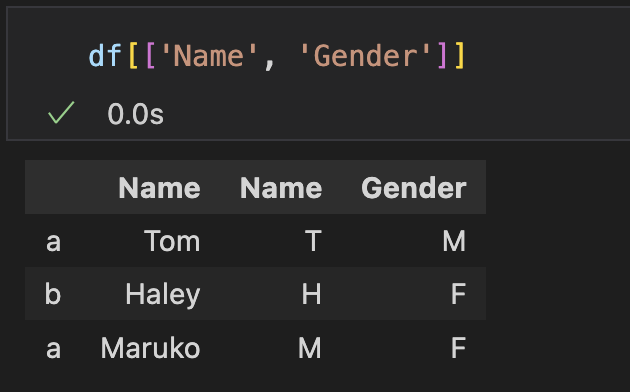 df[['Name', 'Gender']]
0.0s
Name Name Gender
a Tom T M
b Haley H F
a Maruko M F